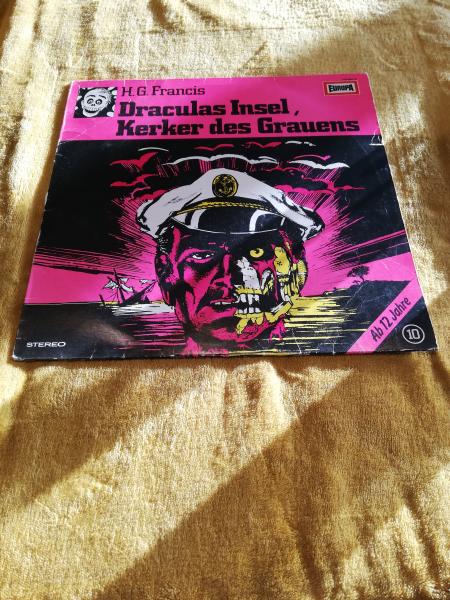 H.G. Francis
EUROPA
Draculas Insel,
Kerker des Grauens
STEREO
Ab 12 Jahre
10